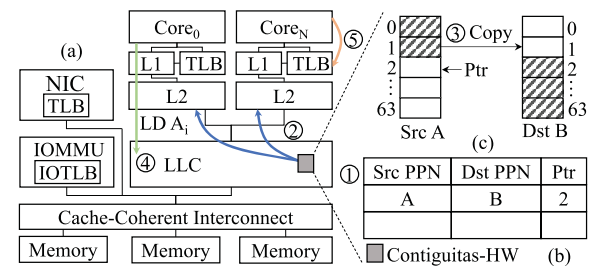 (a)
Core0
CoreN
⑤
L1
TLB
L1
TLB
L2
L2
NIC
TLB
LD Ai
②
IOMMU
IOTLB
④
LLC
Cache-Coherent Interconnect
Memory
Memory
Memory
0
1
2
⋮
63
Src A
③ Copy
Ptr
(c)
0
1
2
⋮
63
Dst B
①
Src PPN Dst PPN Ptr
A B 2
Contiguitas-HW
(b)